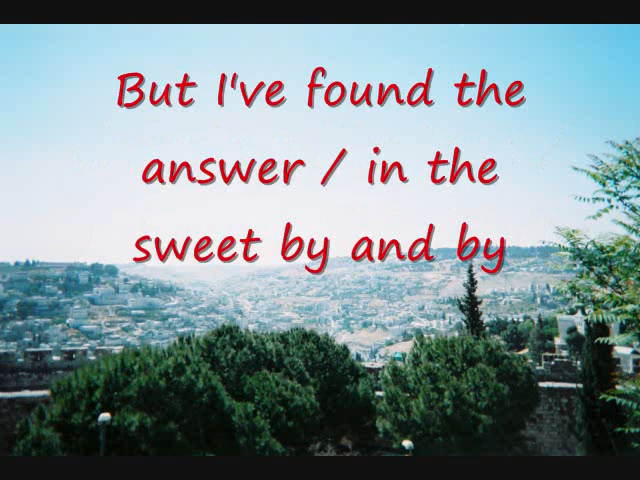 But I've found the
answer / in the
sweet by and by